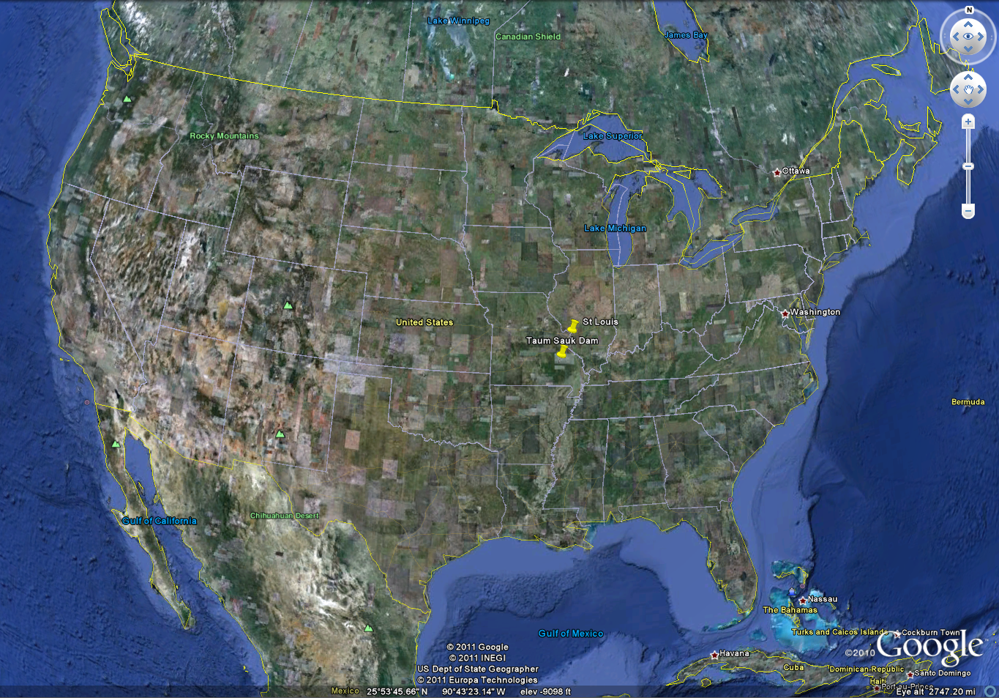 Lake Winnipeg
N
Canadian Shield
James Bay
Rocky Mountains
Lake Superior
Ottawa
Lake Michigan
Washington
United States
St Louis
Taum Sauk Dam
Bermuda
Chihuahuan Desert
Gulf of California
Nassau
The Bahamas
Gulf of Mexico
Turks and Caicos Islands
Cockburn Town
© 2011 Google
©2010 Google™
© 2011 INEGI
Havana
US Dept of State Geographer
Cuba
Dominican Republic
Santo Domingo
© 2011 Europa Technologies
Haiti
Port-au-Prince
Mexico
25°53'45.66" N 90°43'23.14" W elev -9098 ft
Eye alt 2747.20 mi